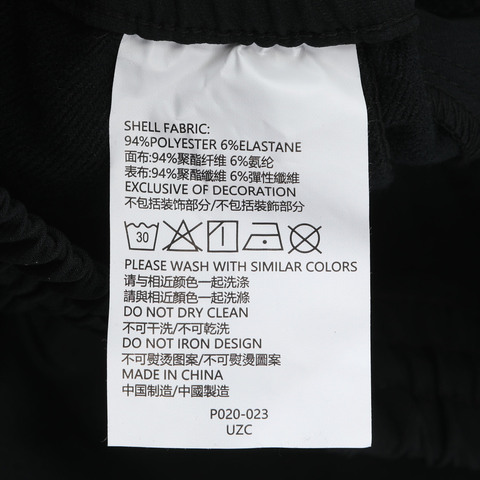 SHELL FABRIC:
94%POLYESTER 6%ELASTANE
面布:94%聚酯纤维 6%氨纶
表布:94%聚酯纖維 6%彈性纖維
EXCLUSIVE OF DECORATION
不包括装饰部分/不包括裝飾部分
30
PLEASE WASH WITH SIMILAR COLORS
请与相近颜色一起洗涤
請與相近顏色一起洗滌
DO NOT DRY CLEAN
不可干洗/不可乾洗
DO NOT IRON DESIGN
不可熨烫图案/不可熨燙圖案
MADE IN CHINA
中国制造/中國製造
P020-023
UZC